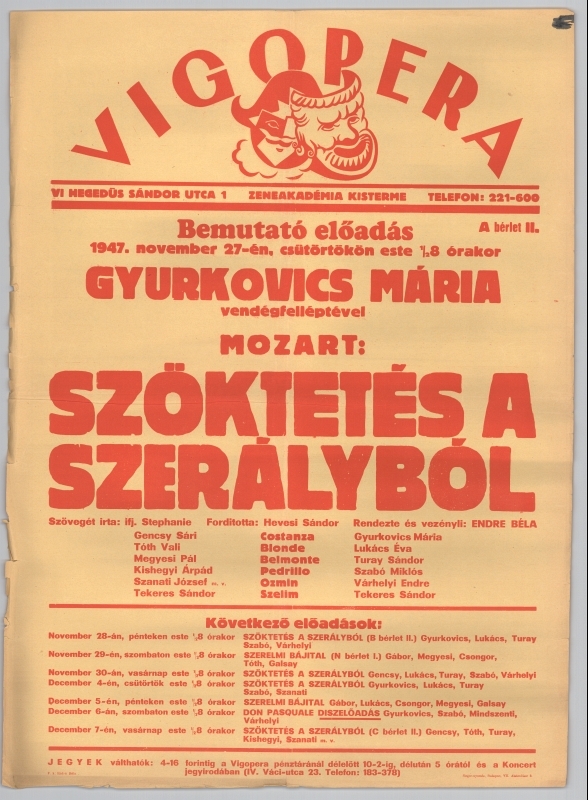 VIGOPERA
VI HEGEDŰS SÁNDOR UTCA 1 ZENEAKADÉMIA KISTERME TELEFON: 221-600
Bemutató előadás A bérlet II.
1947. november 27-én, csütörtökön este ½8 órakor
GYURKOVICS MÁRIA
vendégfelléptével
MOZART:
SZÖKTETÉS A
SZERÁLYBÓL
Szövegét irta: ifj. Stephanie Forditotta: Hevesi Sándor Rendezte és vezényli: ENDRE BÉLA
Gencsy Sári Costanza Gyurkovics Mária
Tóth Vali Blonde Lukács Éva
Megyesi Pál Belmonte Turay Sándor
Kishegyi Árpád Pedrillo Szabó Miklós
Szanati József m. v. Ozmin Várhelyi Endre
Tekeres Sándor Szelim Tekeres Sándor
Következő előadások:
November 28-án, pénteken este ½8 órakor SZÖKTETÉS A SZERÁLYBÓL (B bérlet II.) Gyurkovics, Lukács, Turay
Szabó, Várhelyi
November 29-én, szombaton este ½8 órakor SZERELMI BÁJITAL (N bérlet I.) Gábor, Megyesi, Csongor,
Tóth, Galsay
November 30-án, vasárnap este ½8 órakor SZÖKTETÉS A SZERÁLYBÓL Gencsy, Lukács, Turay, Szabó, Várhelyi
December 4-én, csütörtök este ½8 órakor SZÖKTETÉS A SZERÁLYBÓL Gyurkovics, Lukács, Turay
Szabó, Szanati
December 5-én, pénteken este ½8 órakor SZERELMI BÁJITAL Gábor, Lukács, Csongor, Megyesi, Galsay
December 6-án, szombaton este ½8 órakor DON PASQUALE DISZELŐADÁS Gyurkovics, Szabó, Mindszenti,
Várhelyi
December 7-én, vasárnap este ½8 órakor SZÖKTETÉS A SZERÁLYBÓL (C bérlet II.) Gencsy, Tóth, Turay,
Kishegyi, Szanati m. v.
JEGYEK válthatók: 4-16 forintig a Vigopera pénztáránál délelőtt 10-2-ig, délután 5 órától és a Koncert
jegyirodában (IV. Váci-utca 23. Telefon: 183-378)